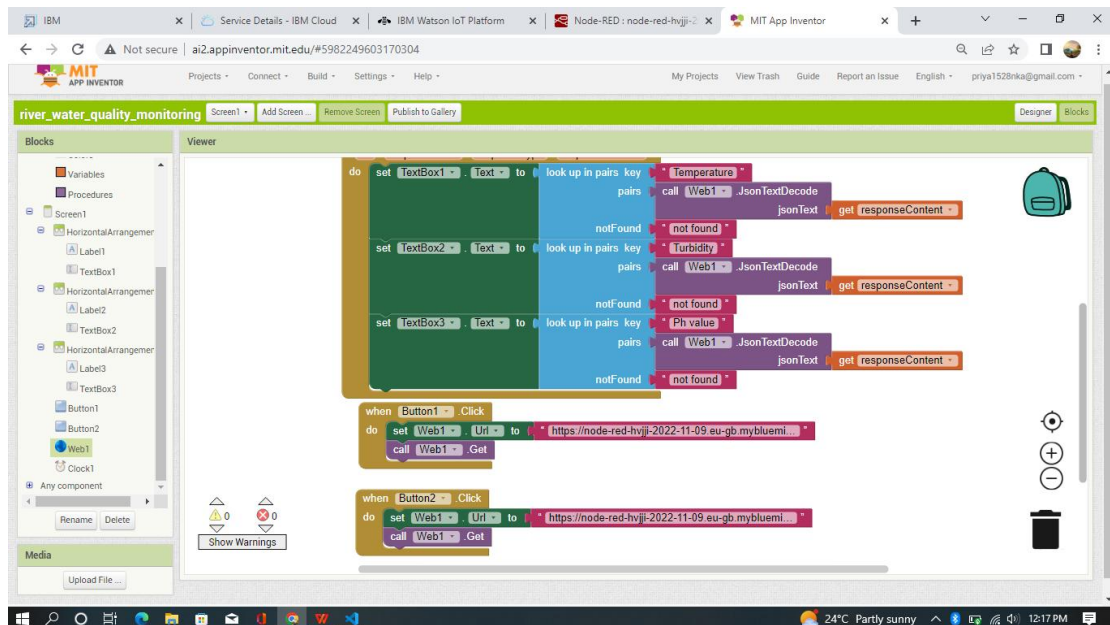 IBM
Service Details - IBM Cloud
IBM Watson IoT Platform
Node-RED : node-red-hvjji-2
MIT App Inventor
Not secure
ai2.appinventor.mit.edu/#5982249603170304
MIT
APP INVENTOR
Projects
Connect
Build
Settings
Help
My Projects
View Trash
Guide
Report an Issue
English
priya1528nka@gmail.com
river_water_quality_monitoring
Screen1
Add Screen ...
Remove Screen
Publish to Gallery
Designer
Blocks
Blocks
Viewer
Variables
Procedures
Screen1
HorizontalArrangemer
Label1
TextBox1
HorizontalArrangemer
Label2
TextBox2
HorizontalArrangemer
Label3
TextBox3
Button1
Button2
Web1
Clock1
Any component
Rename
Delete
Media
Upload File ...
do set TextBox1 . Text to look up in pairs key " Temperature "
pairs call Web1 .JsonTextDecode
jsonText get responseContent
notFound " not found "
set TextBox2 . Text to look up in pairs key " Turbidity "
pairs call Web1 .JsonTextDecode
jsonText get responseContent
notFound " not found "
set TextBox3 . Text to look up in pairs key " Ph value "
pairs call Web1 .JsonTextDecode
jsonText get responseContent
notFound " not found "
when Button1 .Click
do set Web1 . Url to " https://node-red-hvjji-2022-11-09.eu-gb.mybluemi... "
call Web1 .Get
when Button2 .Click
do set Web1 . Url to " https://node-red-hvjji-2022-11-09.eu-gb.mybluemi... "
call Web1 .Get
0
0
Show Warnings
24°C Partly sunny
12:17 PM